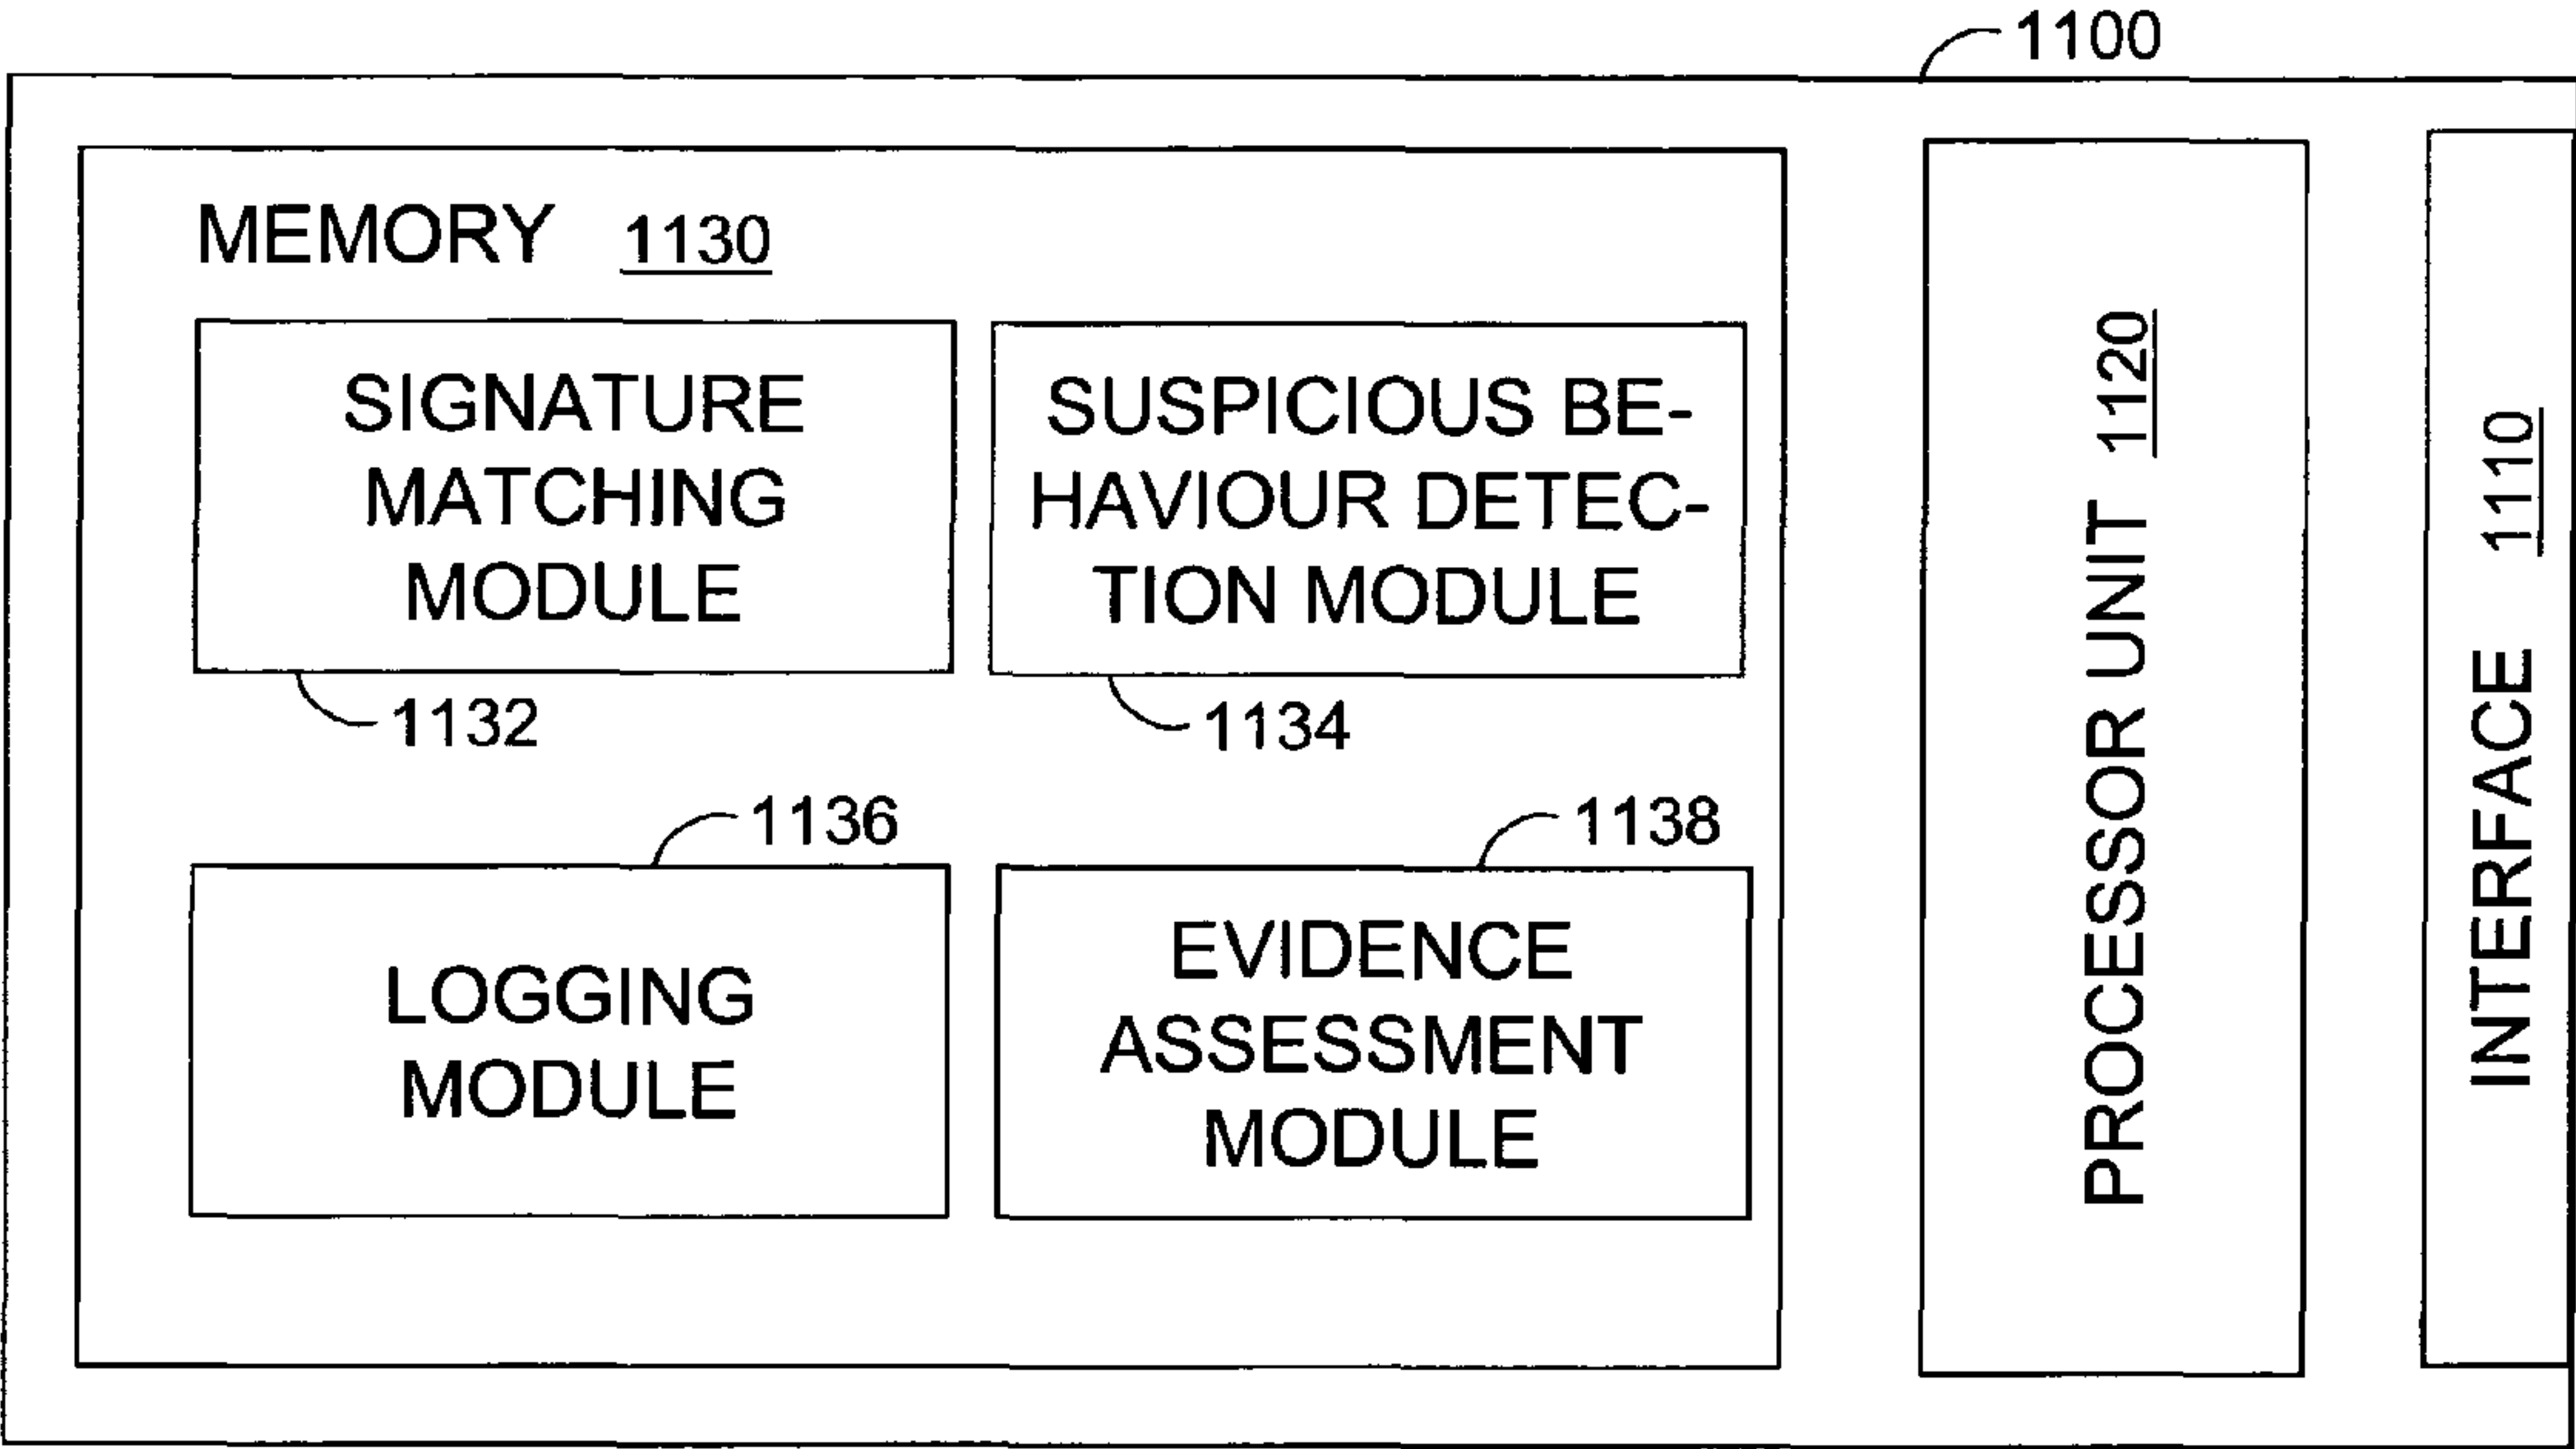 1100
MEMORY 1130
SIGNATURE
MATCHING
MODULE
1132
SUSPICIOUS BE-
HAVIOUR DETEC-
TION MODULE
1134
1136
LOGGING
MODULE
1138
EVIDENCE
ASSESSMENT
MODULE
PROCESSOR UNIT 1120
INTERFACE 1110